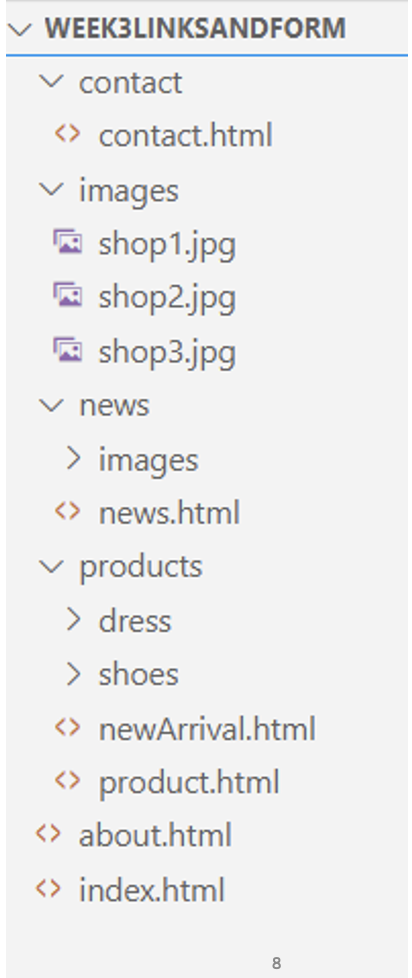 WEEK3LINKSANDFORM
contact
contact.html
images
shop1.jpg
shop2.jpg
shop3.jpg
news
images
news.html
products
dress
shoes
newArrival.html
product.html
about.html
index.html
8